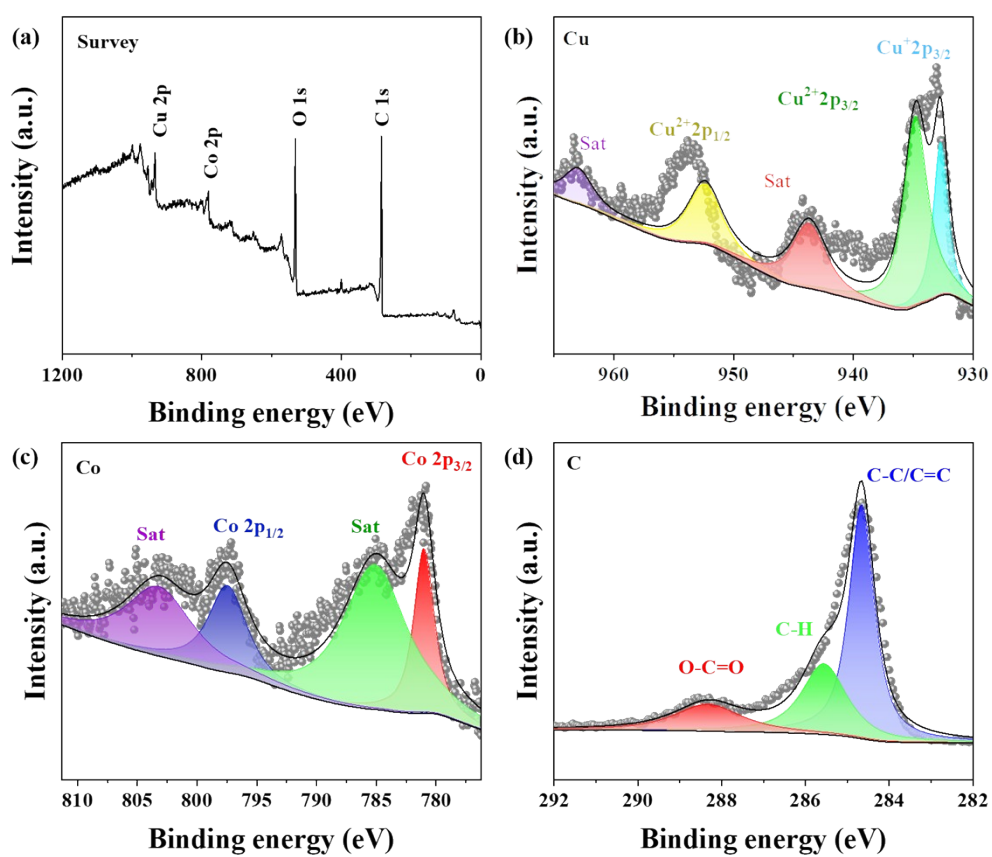 (a)
Survey
Cu 2p
Co 2p
O 1s
C 1s
Intensity (a.u.)
1200 800 400 0
Binding energy (eV)
(b)
Cu
Sat
Cu²⁺2p₁/₂
Sat
Cu²⁺2p₃/₂
Cu⁺2p₃/₂
Intensity (a.u.)
960 950 940 930
Binding energy (eV)
(c)
Co
Sat
Co 2p₁/₂
Sat
Co 2p₃/₂
Intensity (a.u.)
810 805 800 795 790 785 780
Binding energy (eV)
(d)
C
O-C=O
C-H
C-C/C=C
Intensity (a.u.)
292 290 288 286 284 282
Binding energy (eV)